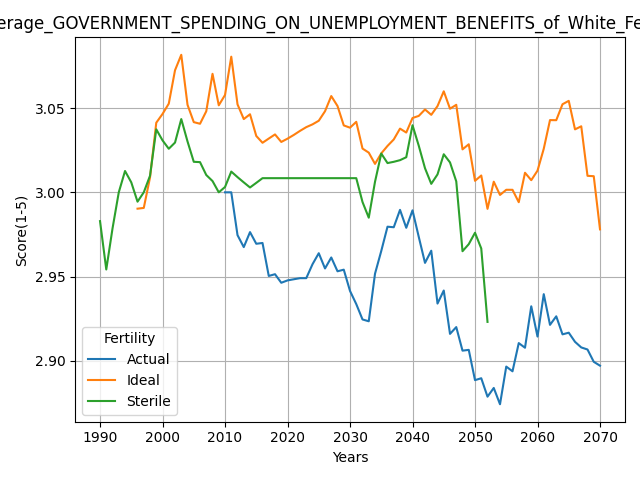 erage_GOVERNMENT_SPENDING_ON_UNEMPLOYMENT_BENEFITS_of_White_Fe
3.05
3.00
2.95
2.90
Score(1-5)
Fertility
Actual
Ideal
Sterile
1990 2000 2010 2020 2030 2040 2050 2060 2070
Years